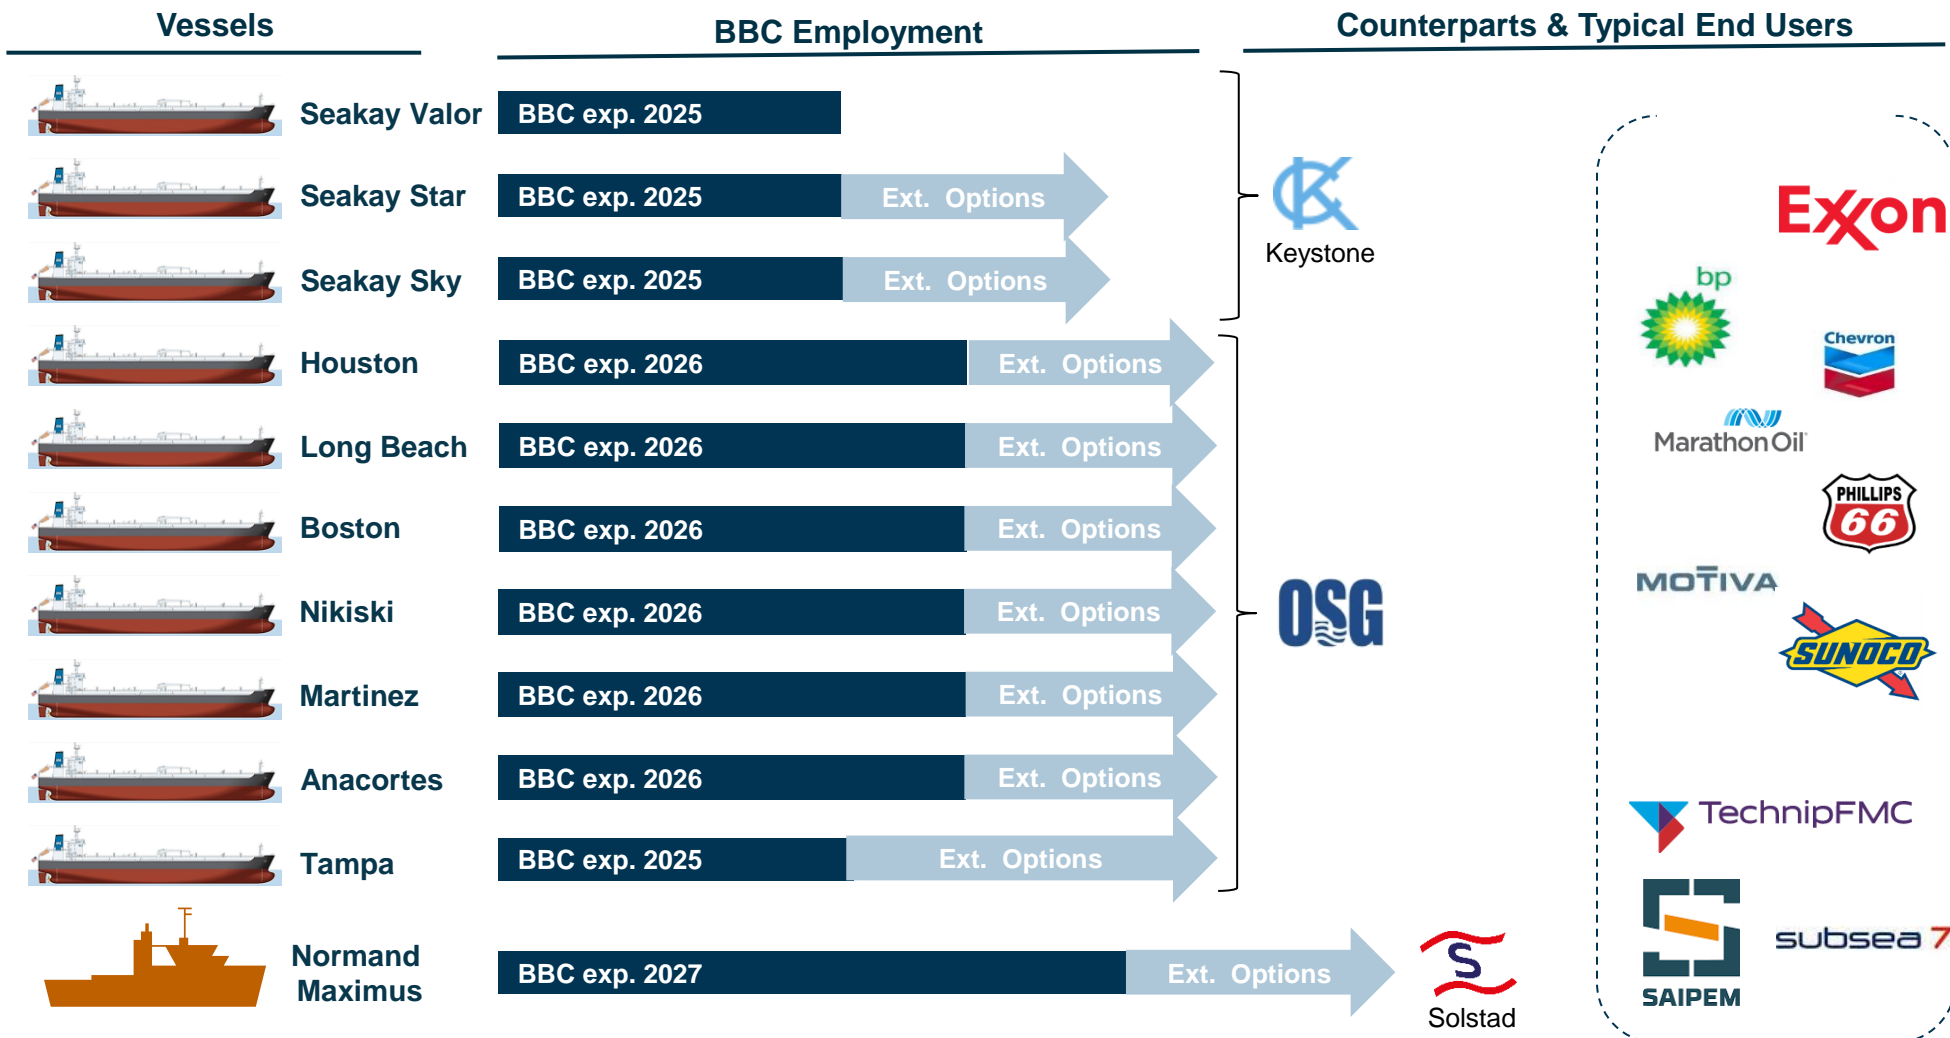 Vessels
BBC Employment
Counterparts & Typical End Users
Seakay Valor
BBC exp. 2025
Seakay Star
BBC exp. 2025
Ext. Options
Seakay Sky
BBC exp. 2025
Ext. Options
K
Keystone
Houston
BBC exp. 2026
Ext. Options
Long Beach
BBC exp. 2026
Ext. Options
Boston
BBC exp. 2026
Ext. Options
Nikiski
BBC exp. 2026
Ext. Options
Martinez
BBC exp. 2026
Ext. Options
Anacortes
BBC exp. 2026
Ext. Options
Tampa
BBC exp. 2025
Ext. Options
OSG
Normand
Maximus
BBC exp. 2027
Ext. Options
S
Solstad
Exxon
bp
Chevron
Marathon Oil
PHILLIPS
66
MOTIVA
SUNOCO
TechnipFMC
SAIPEM
subsea 7